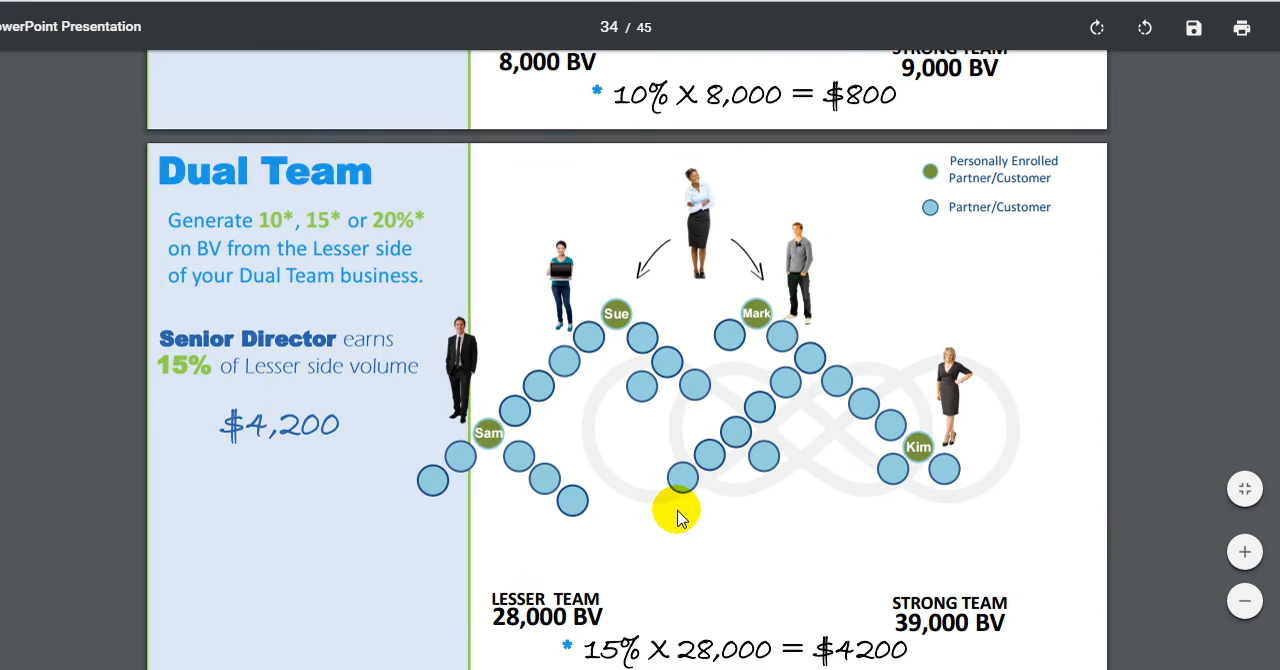 owerPoint Presentation
34 / 45
8,000 BV
STRONG TEAM
9,000 BV
* 10% X 8,000 = $800
Dual Team
Generate 10*, 15* or 20%*
on BV from the Lesser side
of your Dual Team business.
Senior Director earns
15% of Lesser side volume
$4,200
Personally Enrolled
Partner/Customer
Partner/Customer
Sue
Mark
Sam
Kim
LESSER TEAM
28,000 BV
STRONG TEAM
39,000 BV
* 15% X 28,000 = $4200